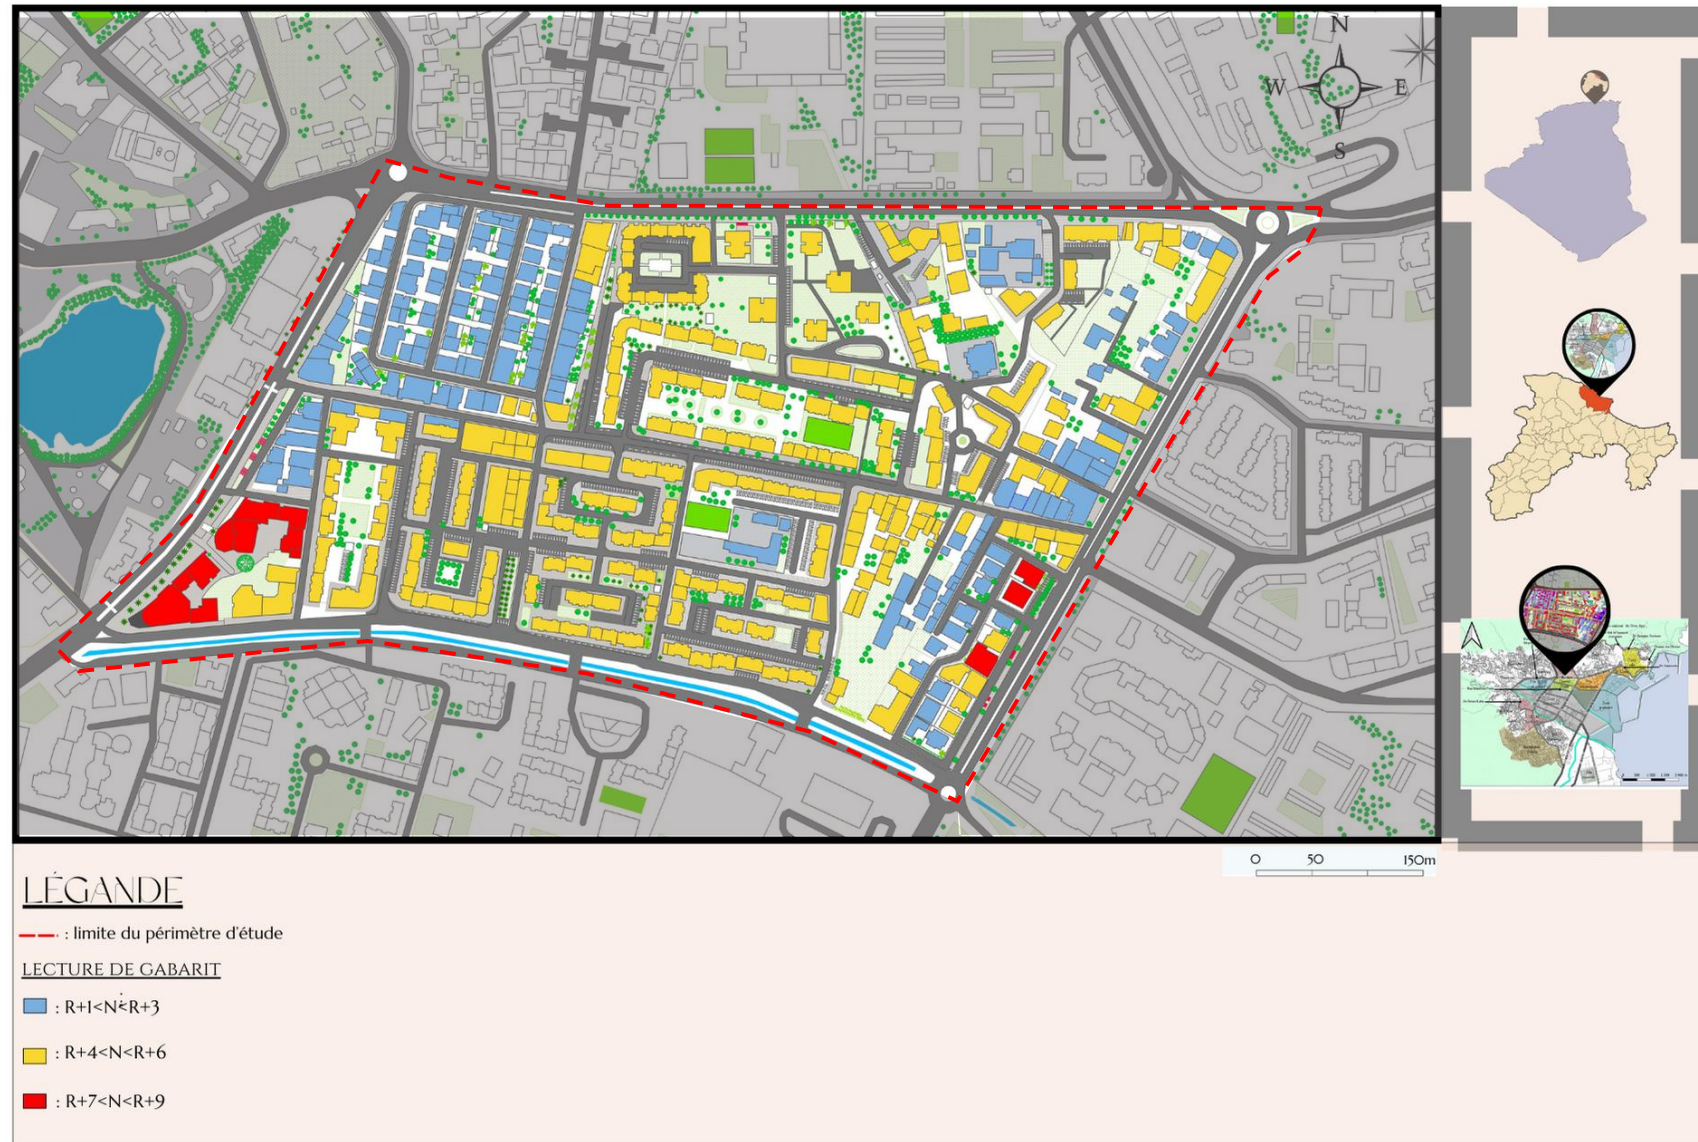 N
W
E
S
0 50 150m
LÉGANDE
: limite du périmètre d'étude
LECTURE DE GABARIT
: R+1<N<R+3
: R+4<N<R+6
: R+7<N<R+9